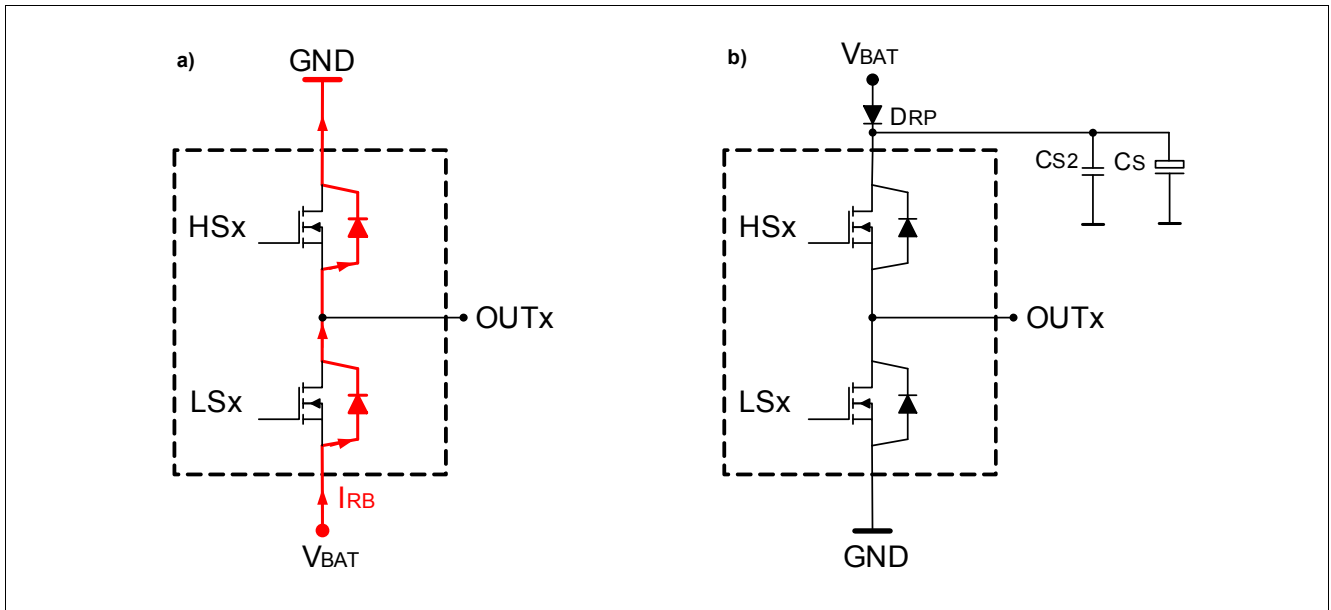 a)
GND
HSx
OUTx
LSx
IRB
VBAT
b)
VBAT
DRP
CS2
CS
HSx
OUTx
LSx
GND